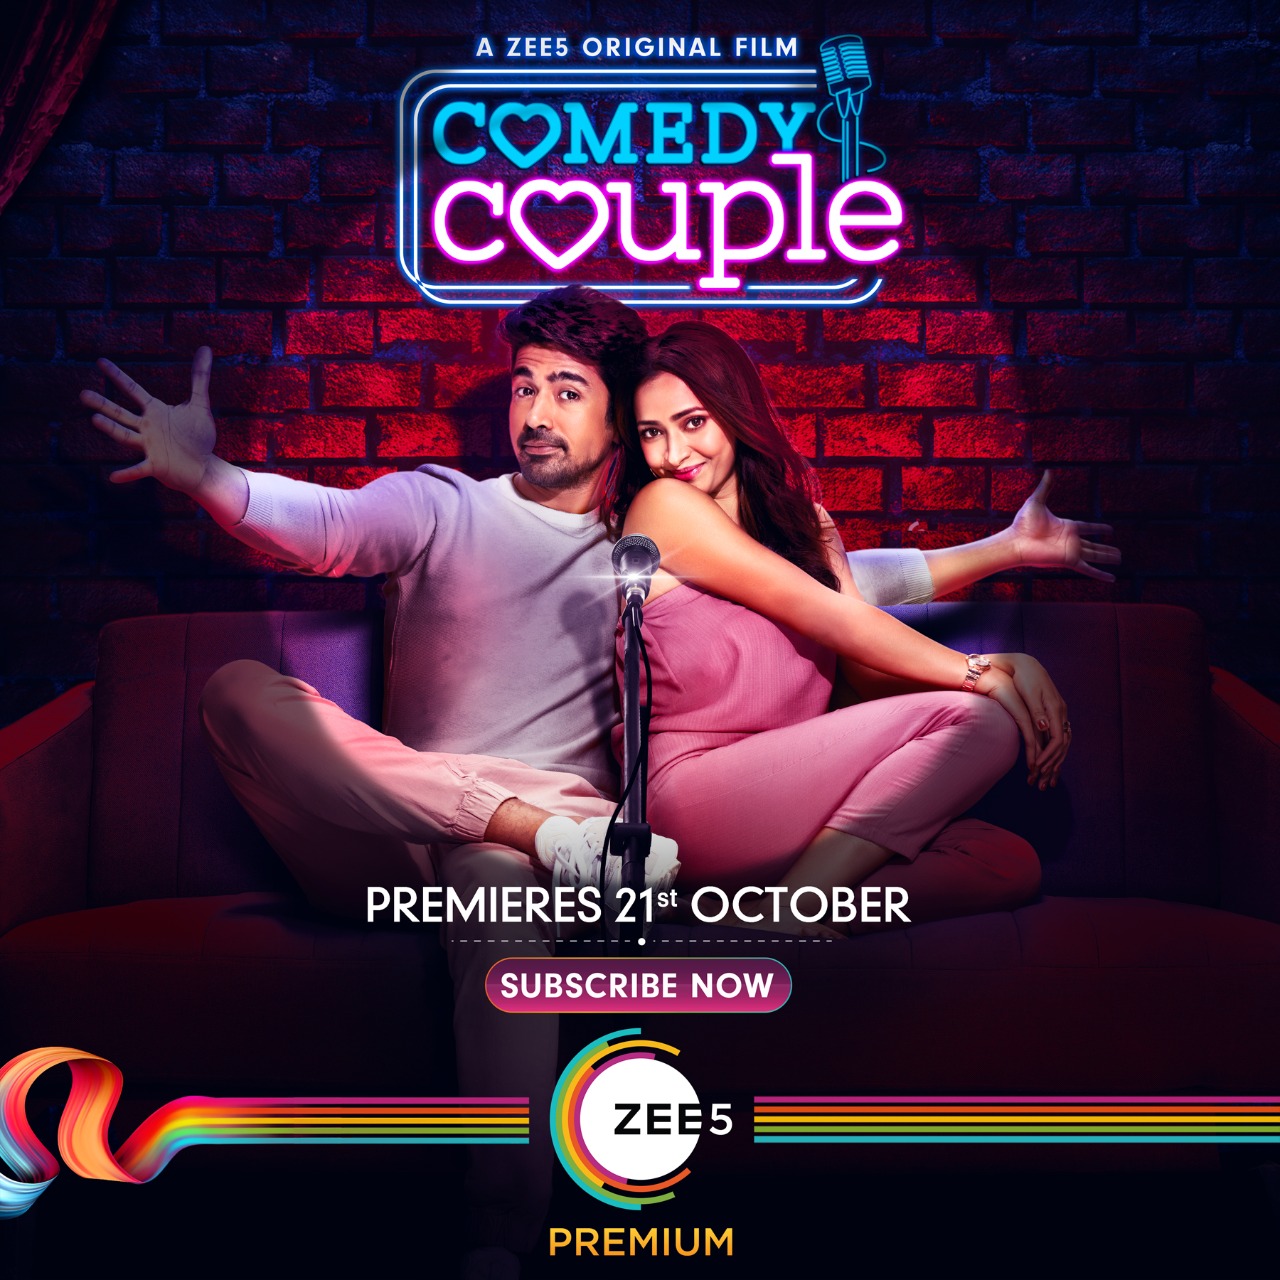 A ZEE5 ORIGINAL FILM
COMEDY
couple
PREMIERES 21st OCTOBER
SUBSCRIBE NOW
ZEE5
PREMIUM